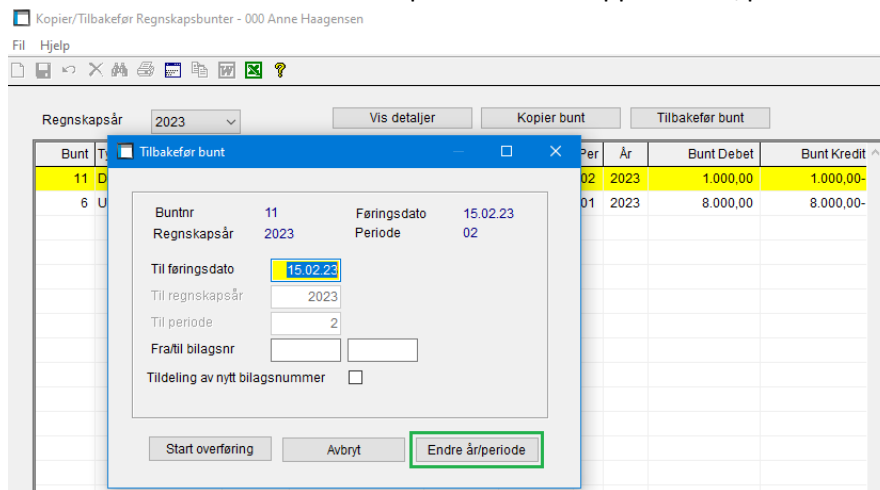 Kopier/Tilbakefør Regnskapsbunter - 000 Anne Haagensen
Fil Hjelp
Regnskapsår 2023 Vis detaljer Kopier bunt Tilbakefør bunt
Bunt Per År Bunt Debet Bunt Kredit
11 D 02 2023 1.000,00 1.000,00-
6 U 01 2023 8.000,00 8.000,00-
Tilbakefør bunt
Buntnr 11 Føringsdato 15.02.23
Regnskapsår 2023 Periode 02
Til føringsdato 15.02.23
Til regnskapsår 2023
Til periode 2
Fra/til bilagsnr
Tildeling av nytt bilagsnummer
Start overføring Avbryt Endre år/periode